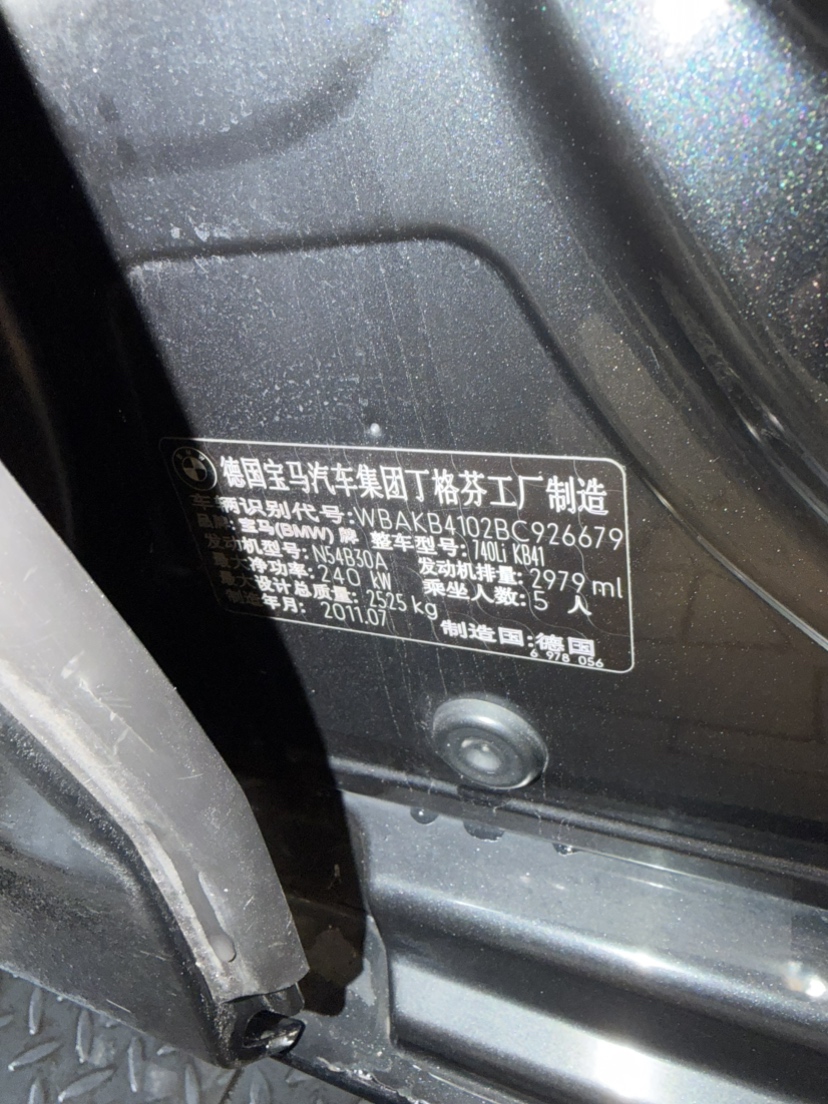 德国宝马汽车集团丁格芬工厂制造
车辆识别代号:WBAKB4102BC926679
品牌:宝马(BMW)牌 整车型号:740Li KB41
发动机型号:N54B30A 发动机排量:2979 ml
最大净功率:240 kW 乘坐人数:5 人
最大设计总质量:2525 kg
制造年月:2011.07 制造国:德国
6 978 056